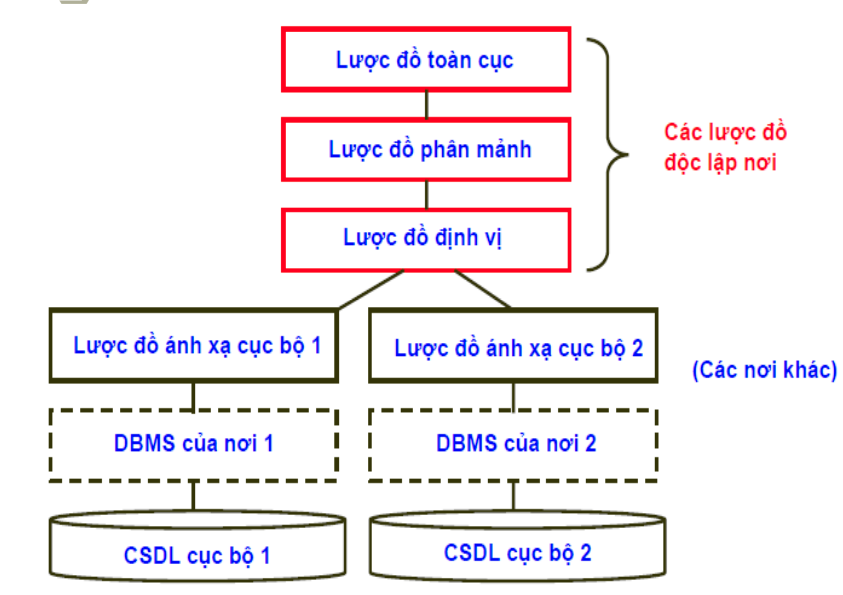 Lược đồ toàn cục
Lược đồ phân mảnh
Lược đồ định vị
Các lược đồ
độc lập nơi
Lược đồ ánh xạ cục bộ 1
Lược đồ ánh xạ cục bộ 2
(Các nơi khác)
DBMS của nơi 1
DBMS của nơi 2
CSDL cục bộ 1
CSDL cục bộ 2